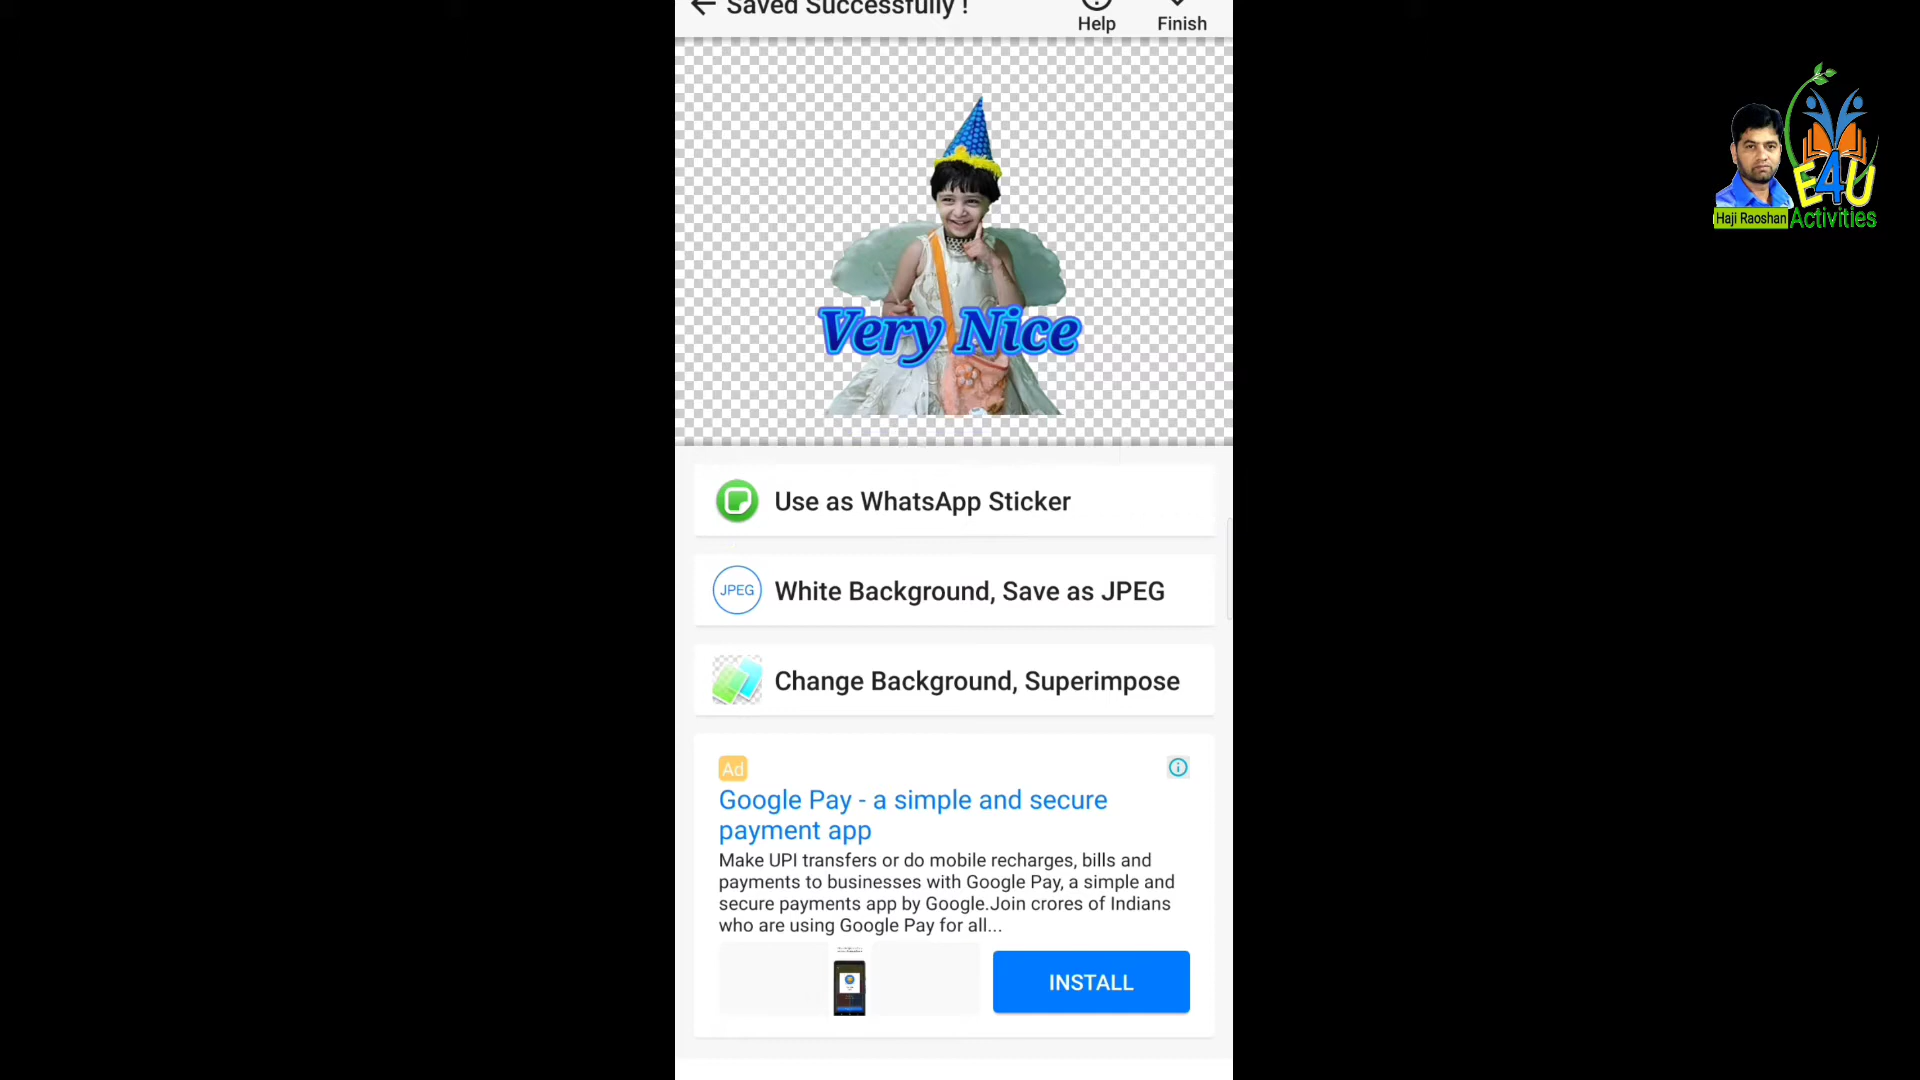 Saved Successfully !
Help
Finish
Very Nice
Use as WhatsApp Sticker
JPEG
White Background, Save as JPEG
Change Background, Superimpose
Ad
Google Pay - a simple and secure
payment app
Make UPI transfers or do mobile recharges, bills and
payments to businesses with Google Pay, a simple and
secure payments app by Google.Join crores of Indians
who are using Google Pay for all...
INSTALL
E4U
Haji Raoshan
Activities